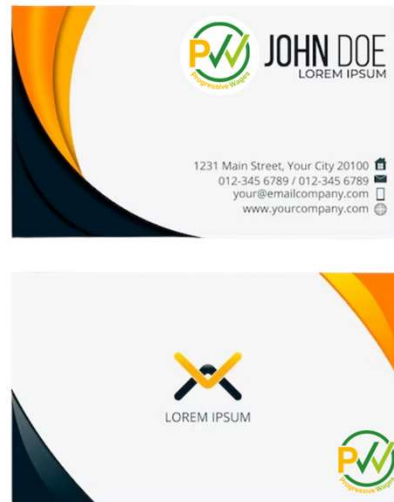 PW
Progressive Wages
JOHN DOE
LOREM IPSUM
1231 Main Street, Your City 20100
012-345 6789 / 012-345 6789
your@emailcompany.com
www.yourcompany.com
LOREM IPSUM
PW
Progressive Wages